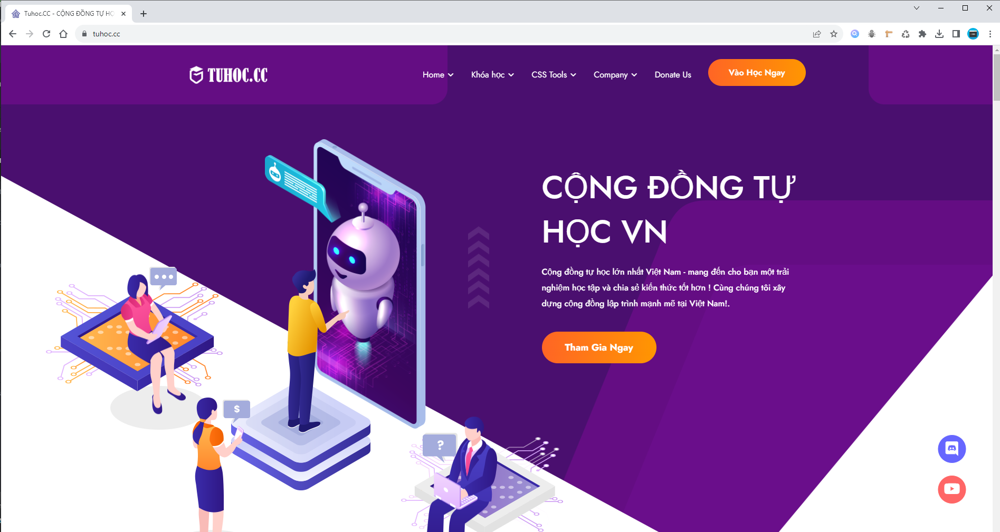 Tuhoc.CC - CỘNG ĐỒNG TỰ HỌ
tuhoc.cc
TUHOC.CC
Home
Khóa học
CSS Tools
Company
Donate Us
Vào Học Ngay
CỘNG ĐỒNG TỰ
HỌC VN
Cộng đồng tự học lớn nhất Việt Nam - mang đến cho bạn một trải
nghiệm học tập và chia sẻ kiến thức tốt hơn ! Cùng chúng tôi xây
dựng cộng đồng lập trình mạnh mẽ tại Việt Nam!.
Tham Gia Ngay
$
?